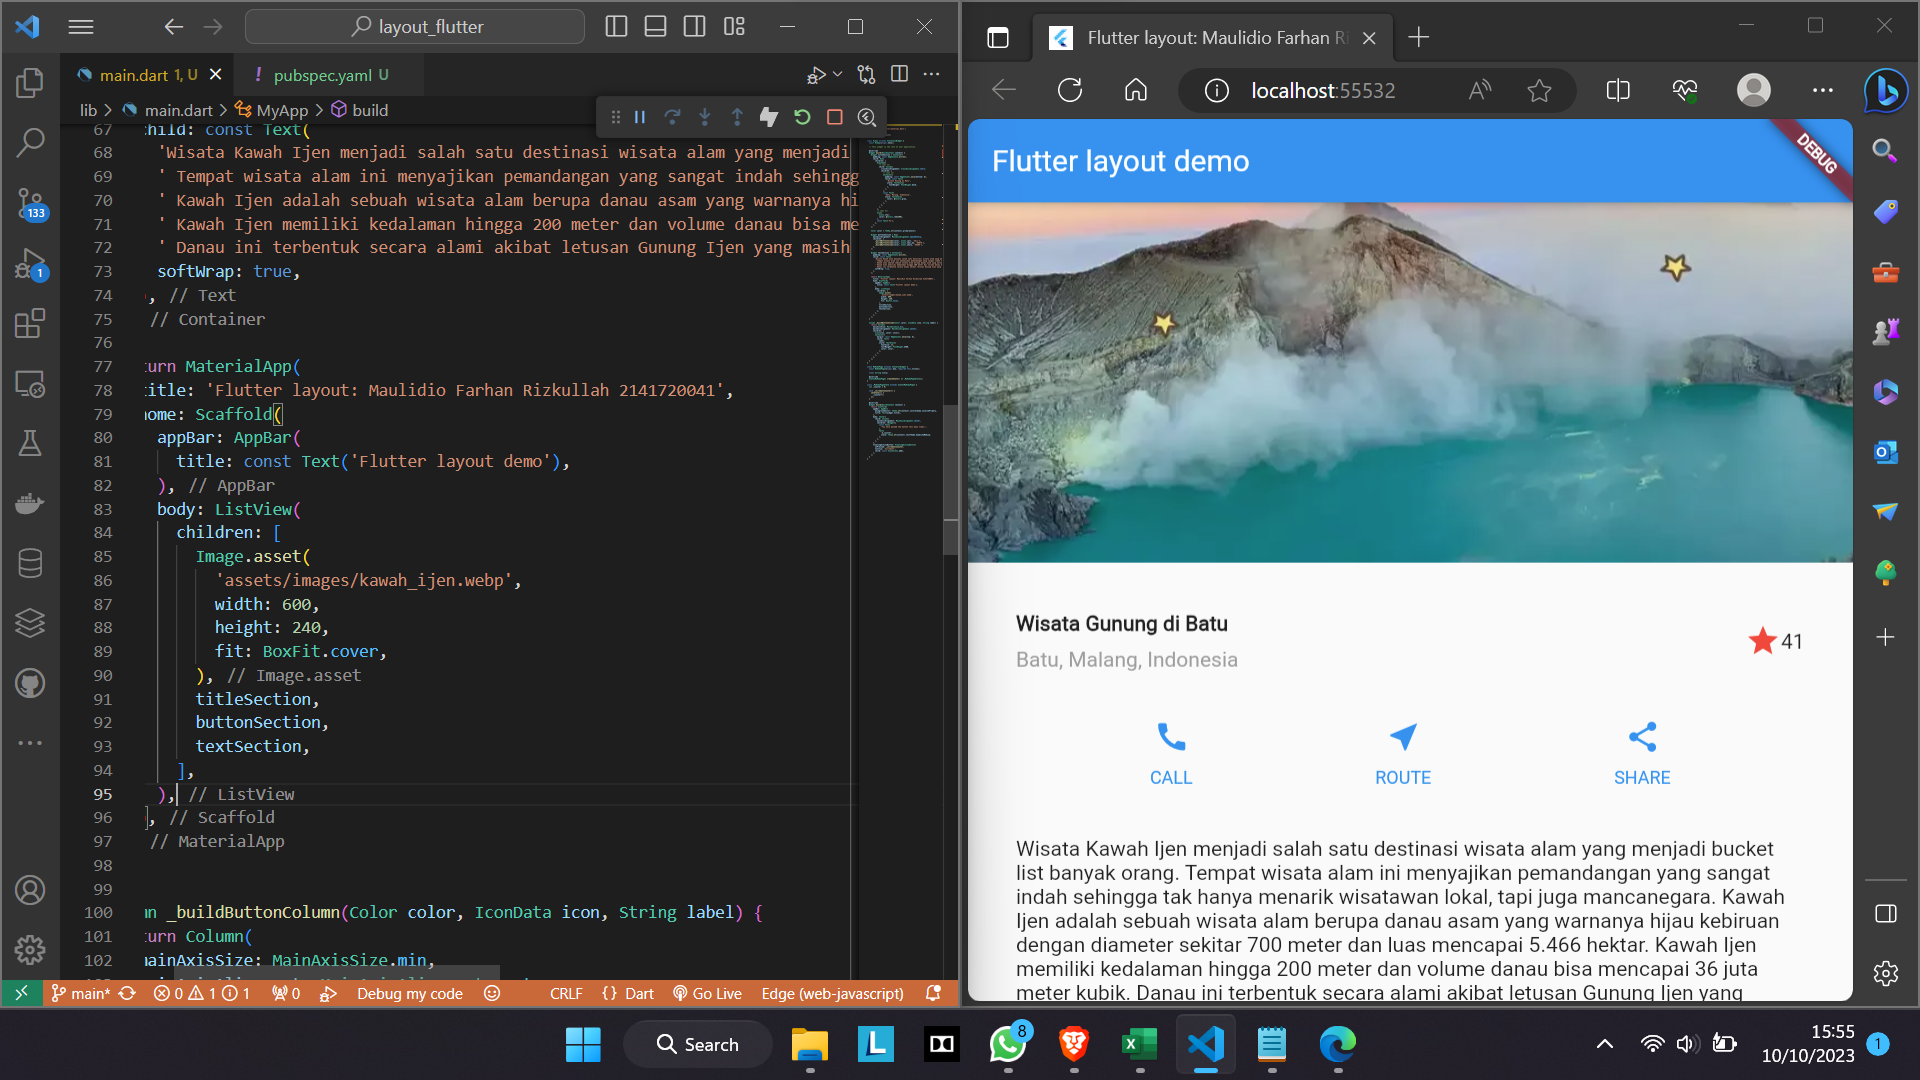 layout_flutter
main.dart 1, U
pubspec.yaml U
lib > main.dart > MyApp > build
67 hild: const Text(
68 'Wisata Kawah Ijen menjadi salah satu destinasi wisata alam yang menjadi
69 ' Tempat wisata alam ini menyajikan pemandangan yang sangat indah sehingg
70 ' Kawah Ijen adalah sebuah wisata alam berupa danau asam yang warnanya hi
71 ' Kawah Ijen memiliki kedalaman hingga 200 meter dan volume danau bisa me
72 ' Danau ini terbentuk secara alami akibat letusan Gunung Ijen yang masih
73 softWrap: true,
74 , // Text
75 // Container
76
77 urn MaterialApp(
78 itle: 'Flutter layout: Maulidio Farhan Rizkullah 2141720041',
79 ome: Scaffold(
80 appBar: AppBar(
81 title: const Text('Flutter layout demo'),
82 ), // AppBar
83 body: ListView(
84 children: [
85 Image.asset(
86 'assets/images/kawah_ijen.webp',
87 width: 600,
88 height: 240,
89 fit: BoxFit.cover,
90 ), // Image.asset
91 titleSection,
92 buttonSection,
93 textSection,
94 ],
95 ), // ListView
96 , // Scaffold
97 // MaterialApp
98
99
100 n _buildButtonColumn(Color color, IconData icon, String label) {
101 urn Column(
102 ainAxisSize: MainAxisSize.min,
133
1
main* 0 1 1 0 Debug my code CRLF {} Dart Go Live Edge (web-javascript)
Flutter layout: Maulidio Farhan Ri
localhost:55532
Flutter layout demo
DEBUG
Wisata Gunung di Batu
Batu, Malang, Indonesia
41
CALL ROUTE SHARE
Wisata Kawah Ijen menjadi salah satu destinasi wisata alam yang menjadi bucket
list banyak orang. Tempat wisata alam ini menyajikan pemandangan yang sangat
indah sehingga tak hanya menarik wisatawan lokal, tapi juga mancanegara. Kawah
Ijen adalah sebuah wisata alam berupa danau asam yang warnanya hijau kebiruan
dengan diameter sekitar 700 meter dan luas mencapai 5.466 hektar. Kawah Ijen
memiliki kedalaman hingga 200 meter dan volume danau bisa mencapai 36 juta
meter kubik. Danau ini terbentuk secara alami akibat letusan Gunung Ijen yang
Search
8
15:55
10/10/2023
1